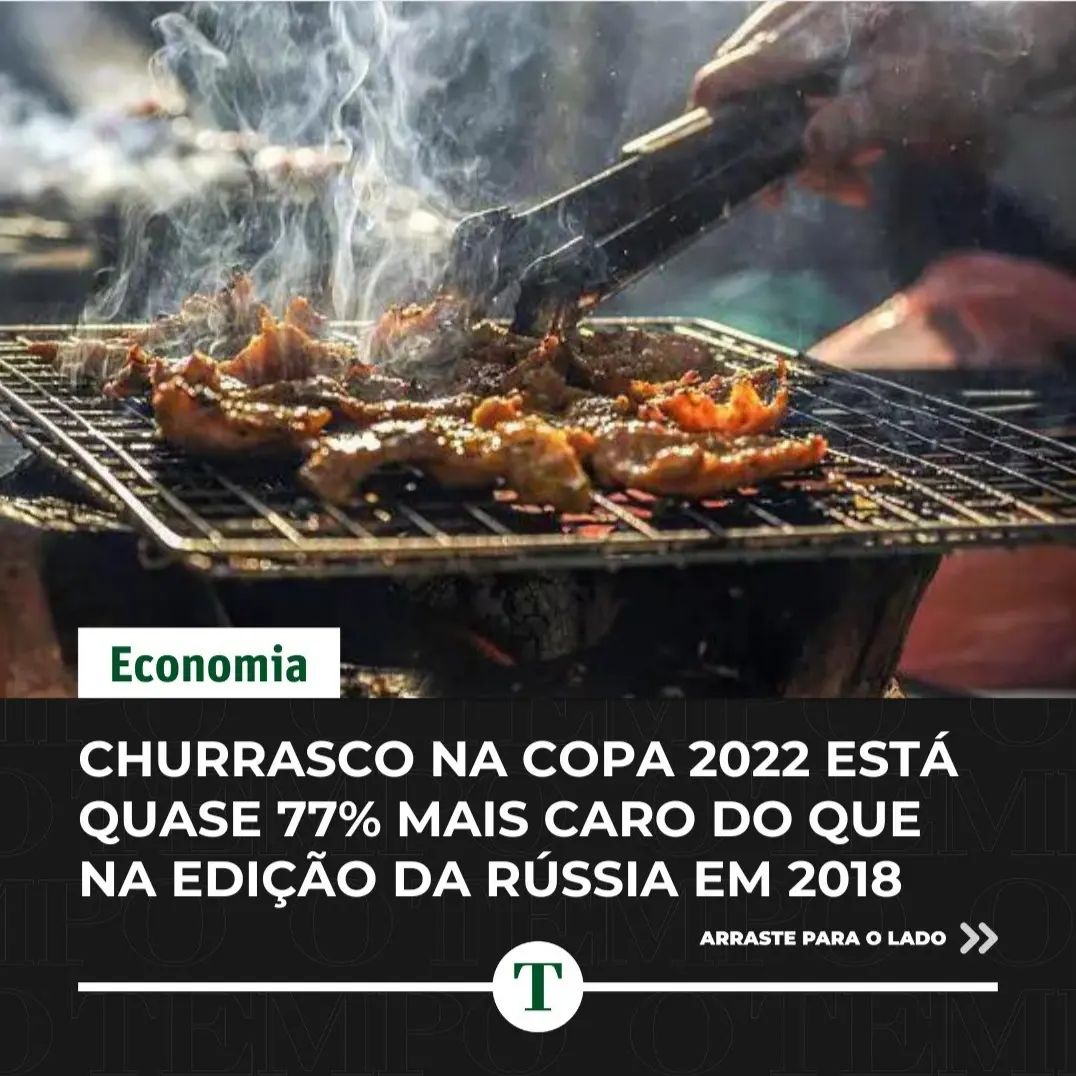 Economia
CHURRASCO NA COPA 2022 ESTÁ
QUASE 77% MAIS CARO DO QUE
NA EDIÇÃO DA RÚSSIA EM 2018
ARRASTE PARA O LADO
T